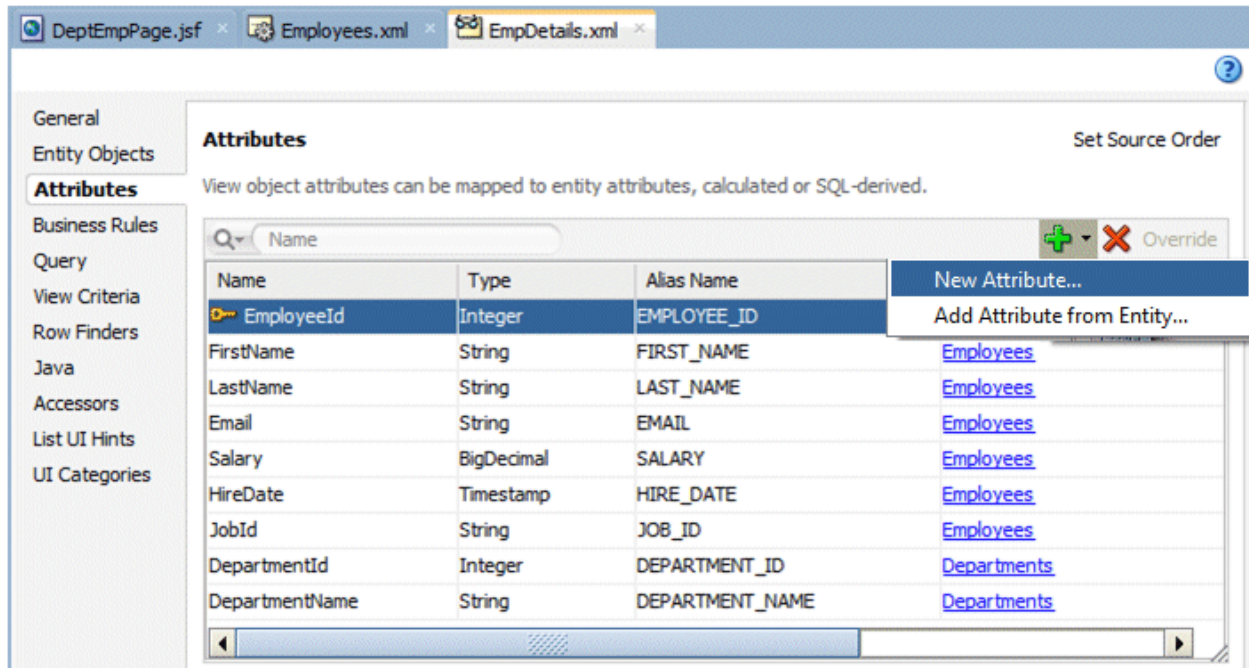 DeptEmpPage.jsf Employees.xml EmpDetails.xml
General
Entity Objects
Attributes
Business Rules
Query
View Criteria
Row Finders
Java
Accessors
List UI Hints
UI Categories
Attributes Set Source Order
View object attributes can be mapped to entity attributes, calculated or SQL-derived.
Name Override
New Attribute...
Add Attribute from Entity...
Name Type Alias Name
EmployeeId Integer EMPLOYEE_ID
FirstName String FIRST_NAME Employees
LastName String LAST_NAME Employees
Email String EMAIL Employees
Salary BigDecimal SALARY Employees
HireDate Timestamp HIRE_DATE Employees
JobId String JOB_ID Employees
DepartmentId Integer DEPARTMENT_ID Departments
DepartmentName String DEPARTMENT_NAME Departments